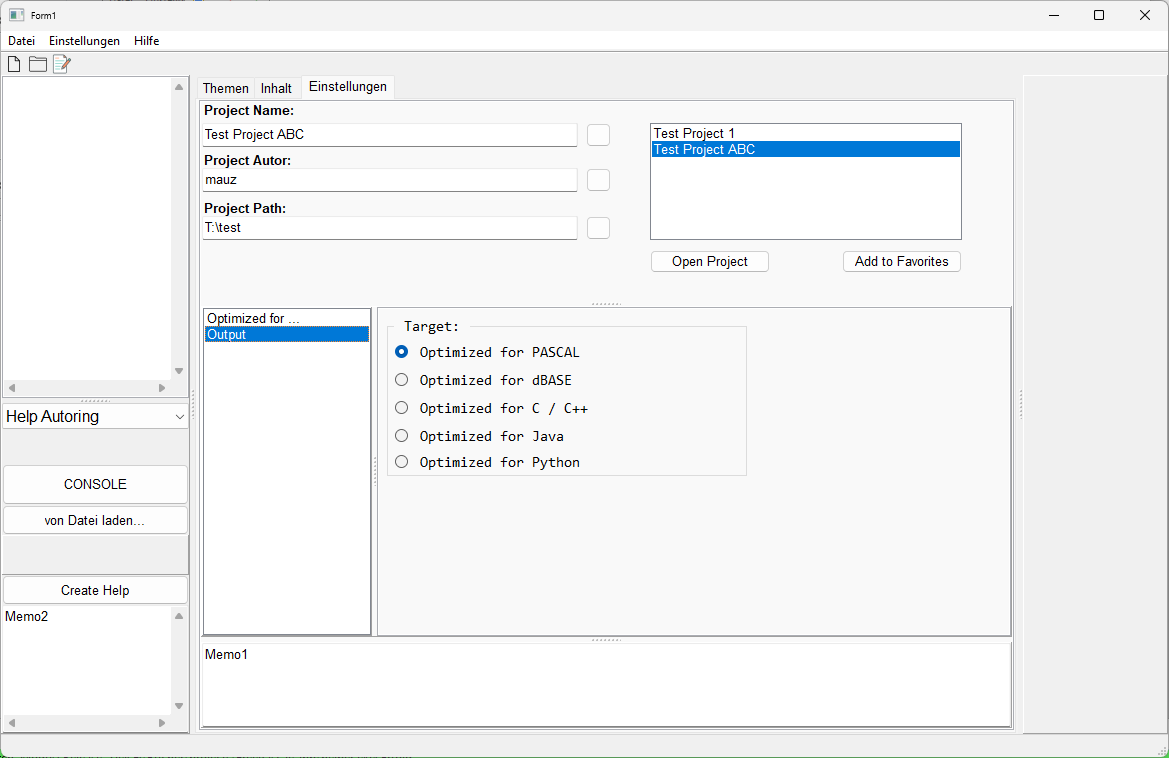 Form1
Datei Einstellungen Hilfe
Themen Inhalt Einstellungen
Project Name:
Test Project ABC
Project Autor:
mauz
Project Path:
T:\test
Test Project 1
Test Project ABC
Open Project Add to Favorites
Optimized for ...
Output
Target:
Optimized for PASCAL
Optimized for dBASE
Optimized for C / C++
Optimized for Java
Optimized for Python
Help Autoring
CONSOLE
von Datei laden...
Create Help
Memo2
Memo1